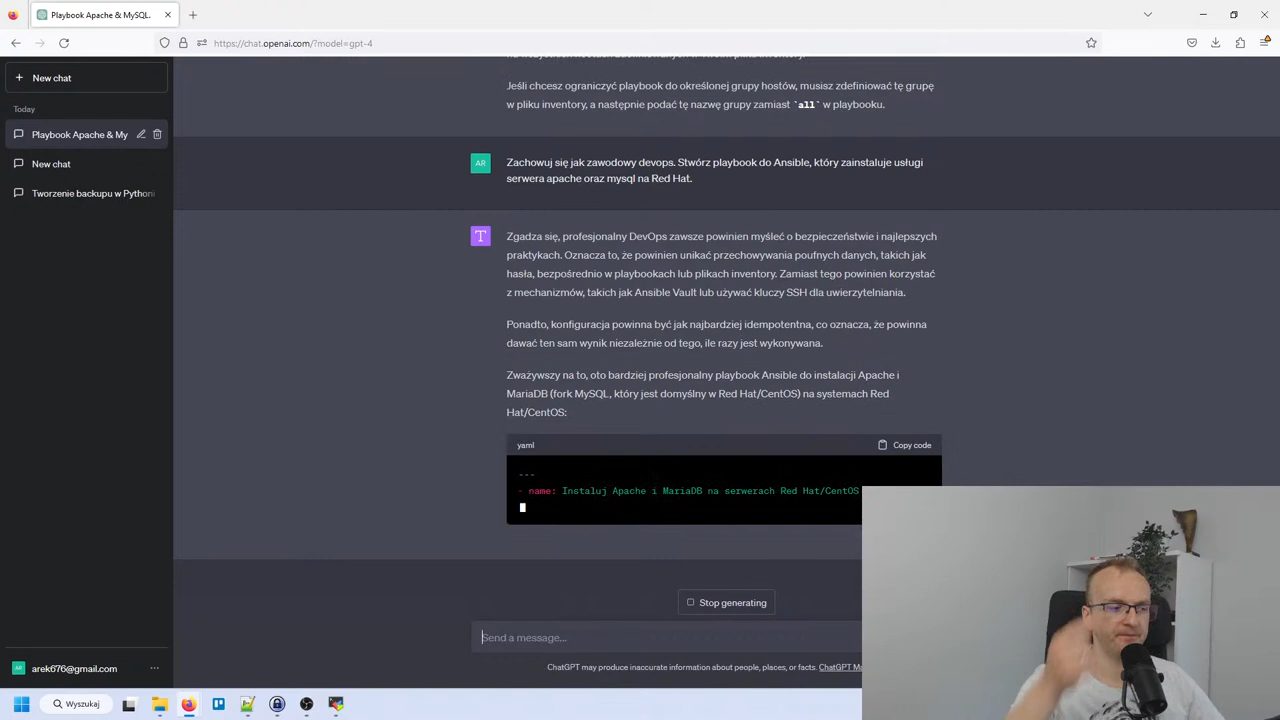 Playbook Apache & MySQL.
https://chat.openai.com/?model=gpt-4
New chat
Today
Playbook Apache & My
New chat
Tworzenie backupu w Pythoni
Jeśli chcesz ograniczyć playbook do określonej grupy hostów, musisz zdefiniować tę grupę
w pliku inventory, a następnie podać tę nazwę grupy zamiast `all` w playbooku.
AR
Zachowuj się jak zawodowy devops. Stwórz playbook do Ansible, który zainstaluje usługi
serwera apache oraz mysql na Red Hat.
T
Zgadza się, profesjonalny DevOps zawsze powinien myśleć o bezpieczeństwie i najlepszych
praktykach. Oznacza to, że powinien unikać przechowywania poufnych danych, takich jak
hasła, bezpośrednio w playbookach lub plikach inventory. Zamiast tego powinien korzystać
z mechanizmów, takich jak Ansible Vault lub używać kluczy SSH dla uwierzytelniania.
Ponadto, konfiguracja powinna być jak najbardziej idempotentna, co oznacza, że powinna
dawać ten sam wynik niezależnie od tego, ile razy jest wykonywana.
Zważywszy na to, oto bardziej profesjonalny playbook Ansible do instalacji Apache i
MariaDB (fork MySQL, który jest domyślny w Red Hat/CentOS) na systemach Red
Hat/CentOS:
yaml
Copy code
---
- name: Instaluj Apache i MariaDB na serwerach Red Hat/CentOS
Stop generating
Send a message...
ChatGPT may produce inaccurate information about people, places, or facts. ChatGPT Ma
AR
arek676@gmail.com
Wyszukaj